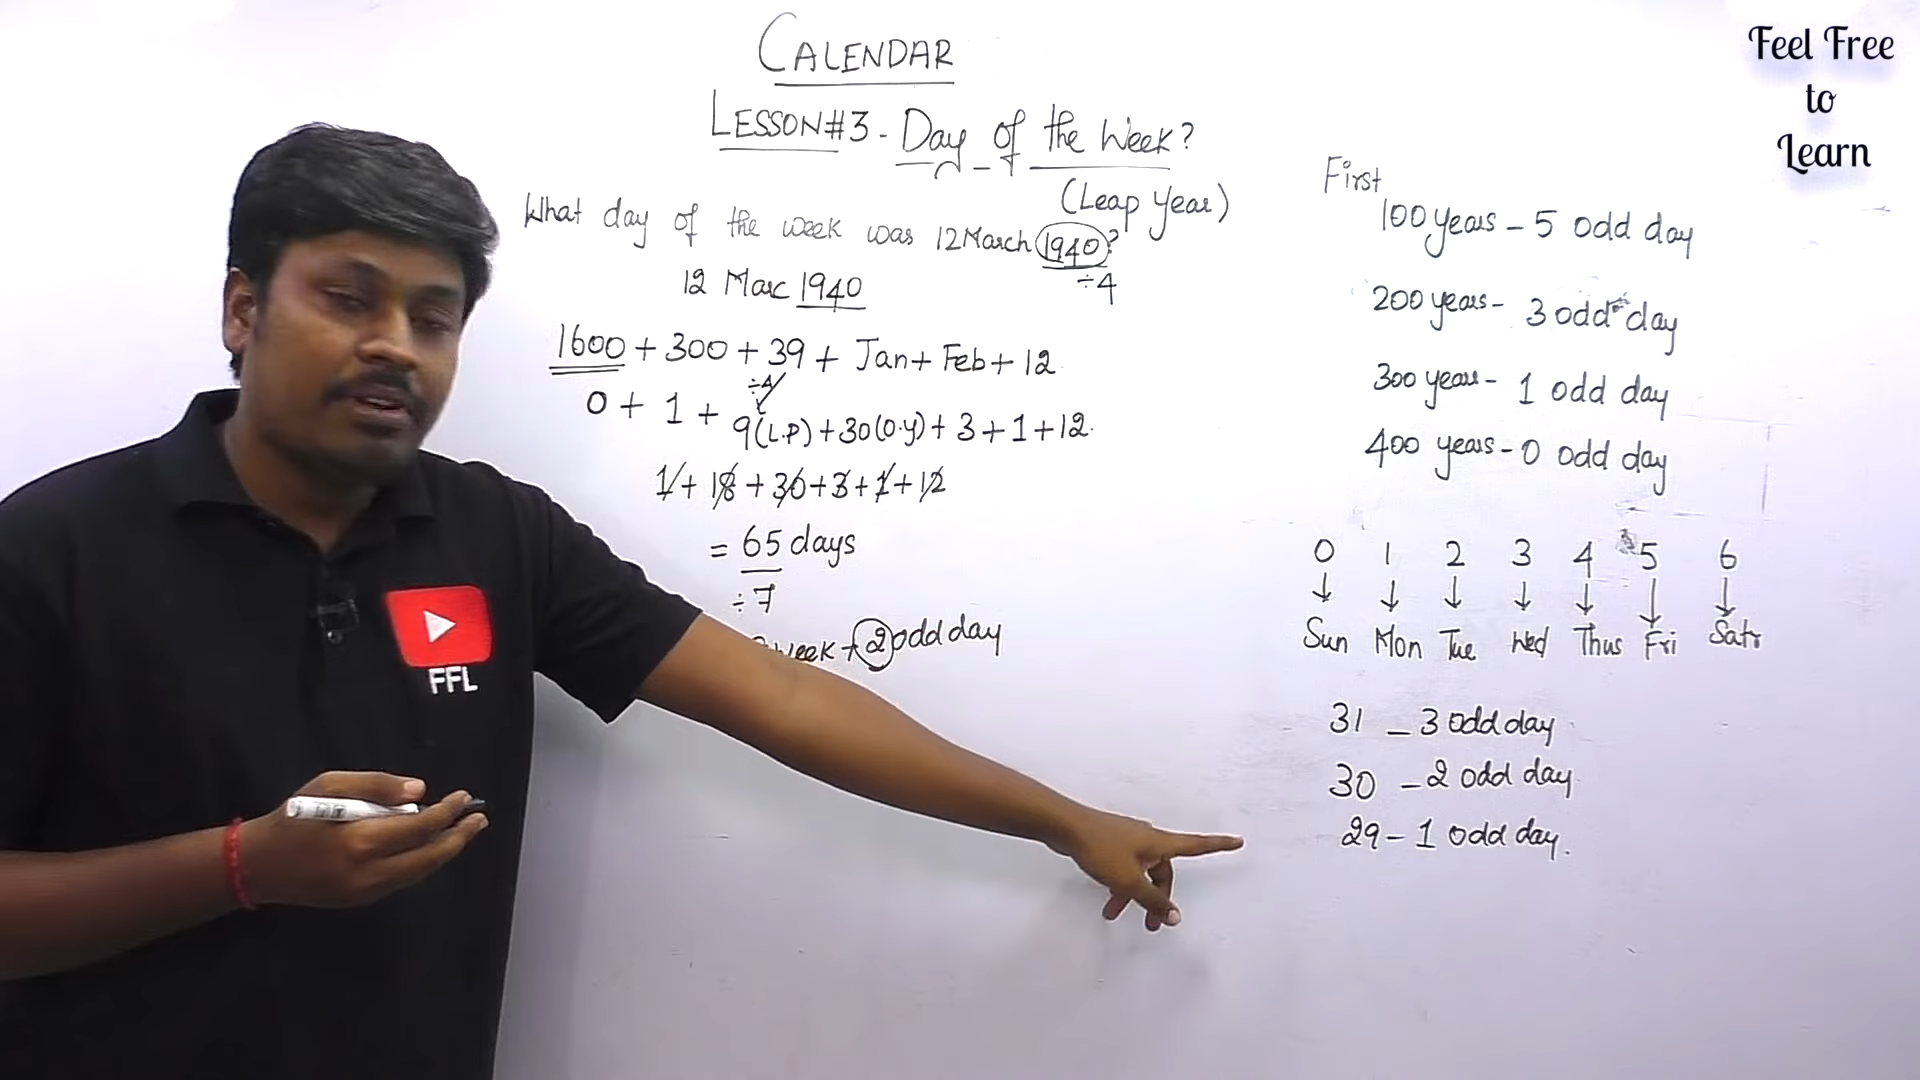 CALENDAR
LESSON#3 - Day of the Week?
(Leap Year)
What day of the week was 12 March 1940?
÷4
12 Marc 1940
1600 + 300 + 39 + Jan + Feb + 12
÷4
0 + 1 + 9(L.P) + 30(O.Y) + 3 + 1 + 12.
1 + 18 + 30 + 3 + 1 + 12
= 65 days
÷ 7
week + 2 odd day
First
100 years - 5 odd day
200 years - 3 odd day
300 years - 1 odd day
400 years - 0 odd day
0 1 2 3 4 5 6
Sun Mon Tue Wed Thus Fri Satr
31 - 3 odd day
30 - 2 odd day
29 - 1 odd day.
FFL
Feel Free
to
Learn